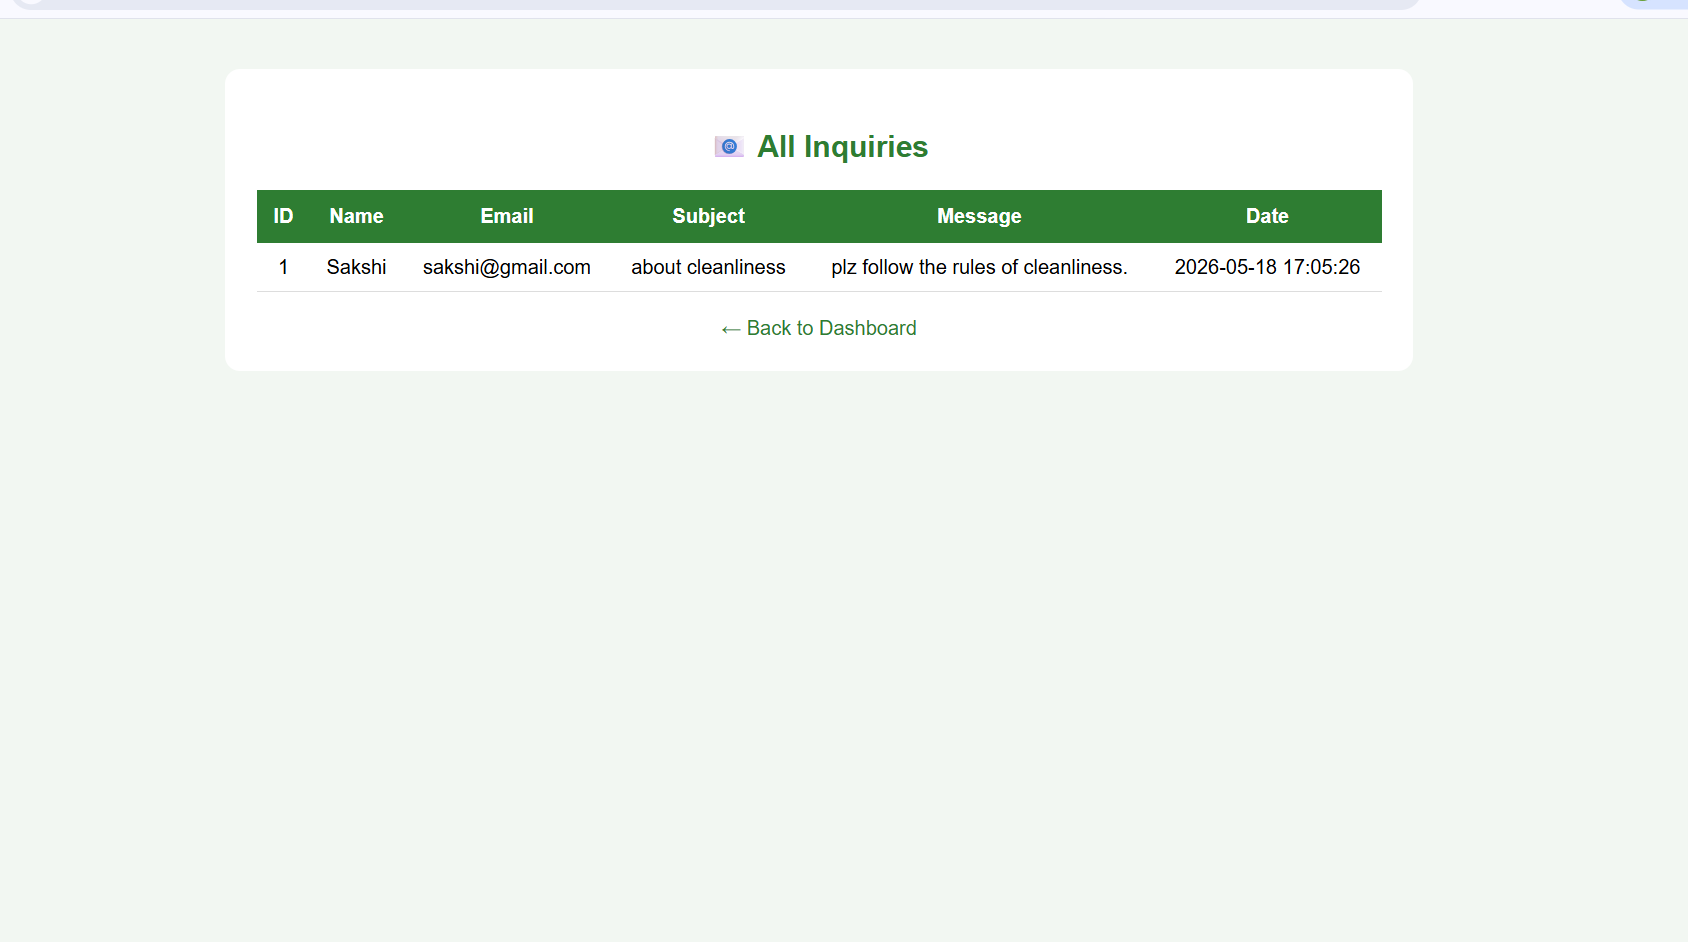 All Inquiries
ID Name Email Subject Message Date
1 Sakshi sakshi@gmail.com about cleanliness plz follow the rules of cleanliness. 2026-05-18 17:05:26
← Back to Dashboard